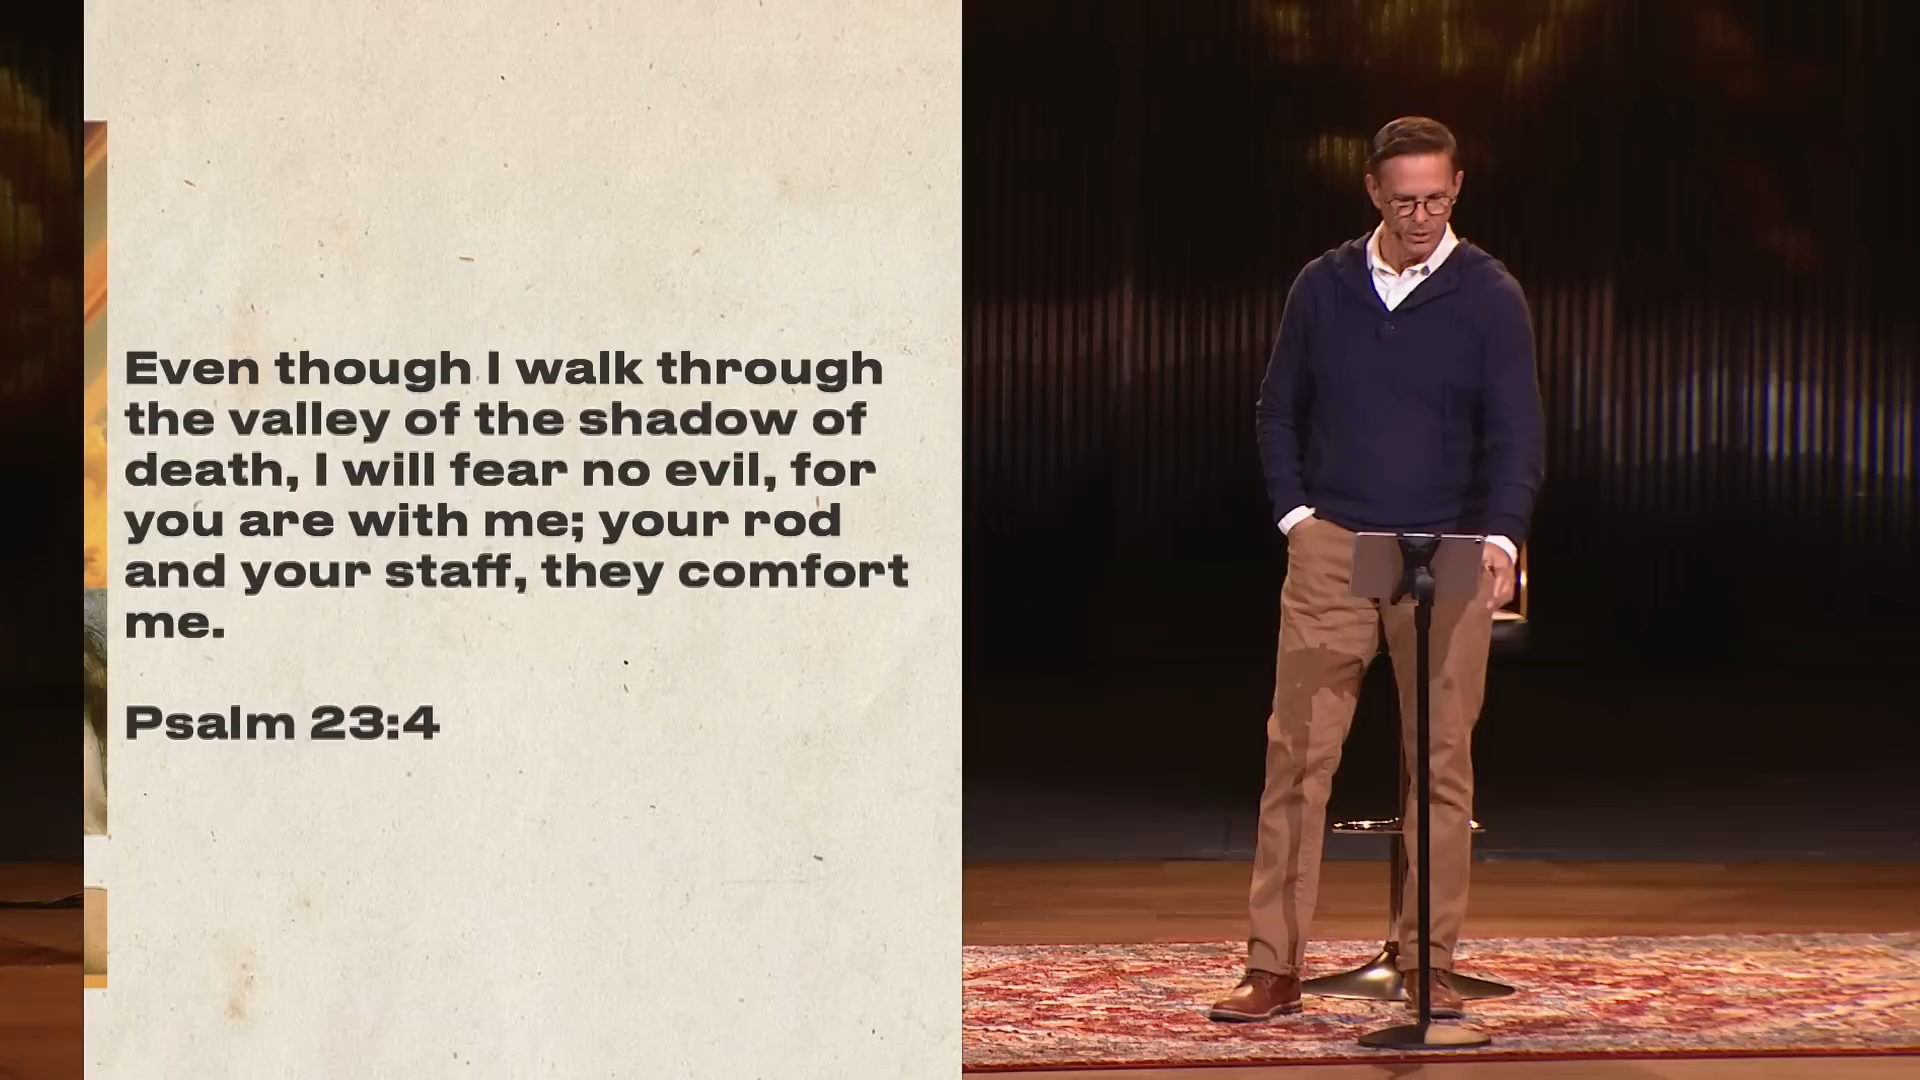 Even though I walk through
the valley of the shadow of
death, I will fear no evil, for
you are with me; your rod
and your staff, they comfort
me.
Psalm 23:4